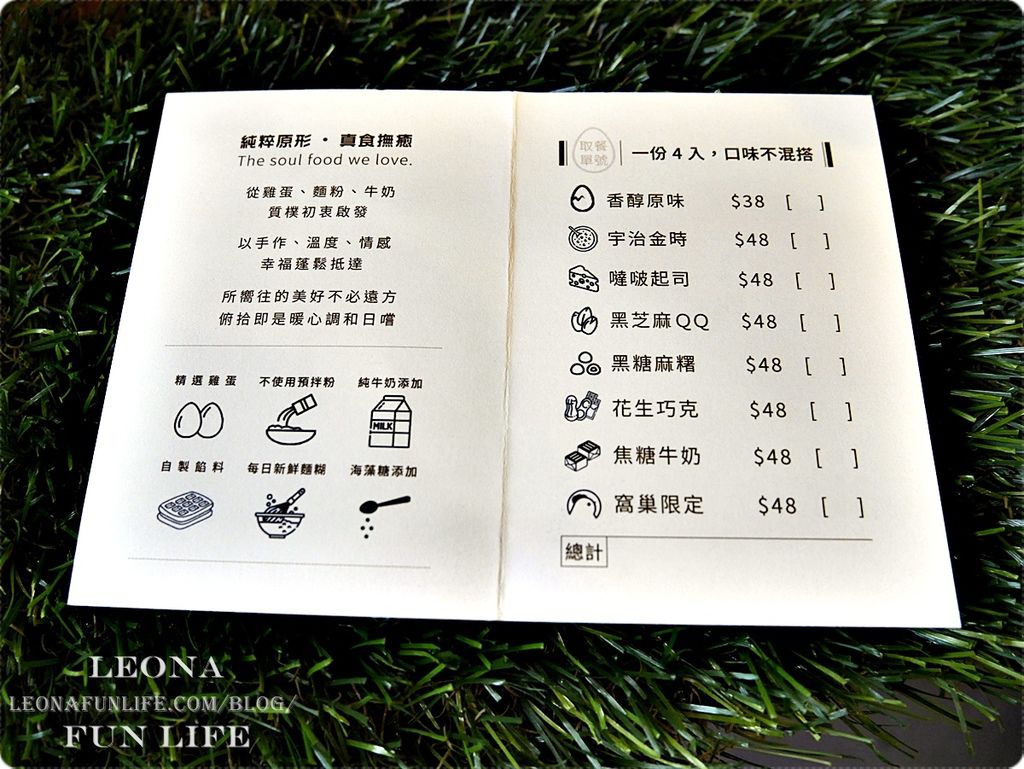 純粹原形・真食撫癒
The soul food we love.
從雞蛋、麵粉、牛奶
質樸初衷啟發
以手作、溫度、情感
幸福蓬鬆抵達
所嚮往的美好不必遠方
俯拾即是暖心調和日嚐
精選雞蛋 不使用預拌粉 純牛奶添加
MILK
自製餡料 每日新鮮麵糊 海藻糖添加
取餐
單號
一份4入,口味不混搭
香醇原味 $38 [ ]
宇治金時 $48 [ ]
噠啵起司 $48 [ ]
黑芝麻QQ $48 [ ]
黑糖麻糬 $48 [ ]
花生巧克 $48 [ ]
焦糖牛奶 $48 [ ]
窩巢限定 $48 [ ]
總計
LEONA
LEONAFUNLIFE.COM/BLOG/
FUN LIFE